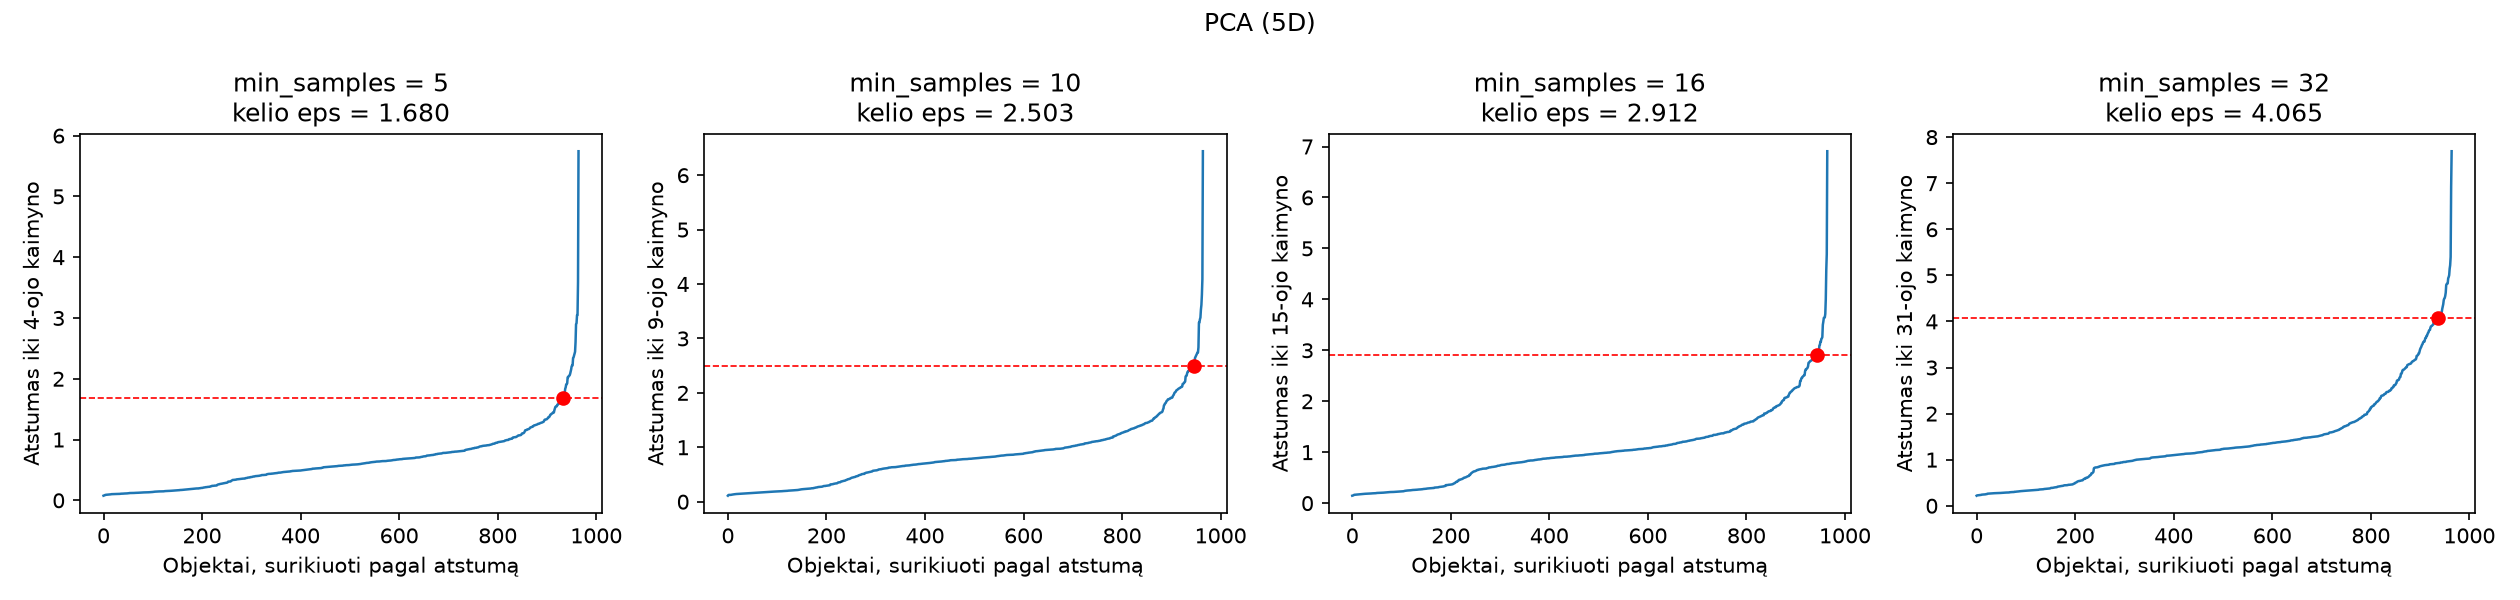 PCA (5D)
min_samples = 5
kelio eps = 1.680
Atstumas iki 4-ojo kaimyno
6
5
4
3
2
1
0
0 200 400 600 800 1000
Objektai, surikiuoti pagal atstumą
min_samples = 10
kelio eps = 2.503
Atstumas iki 9-ojo kaimyno
6
5
4
3
2
1
0
0 200 400 600 800 1000
Objektai, surikiuoti pagal atstumą
min_samples = 16
kelio eps = 2.912
Atstumas iki 15-ojo kaimyno
7
6
5
4
3
2
1
0
0 200 400 600 800 1000
Objektai, surikiuoti pagal atstumą
min_samples = 32
kelio eps = 4.065
Atstumas iki 31-ojo kaimyno
8
7
6
5
4
3
2
1
0
0 200 400 600 800 1000
Objektai, surikiuoti pagal atstumą